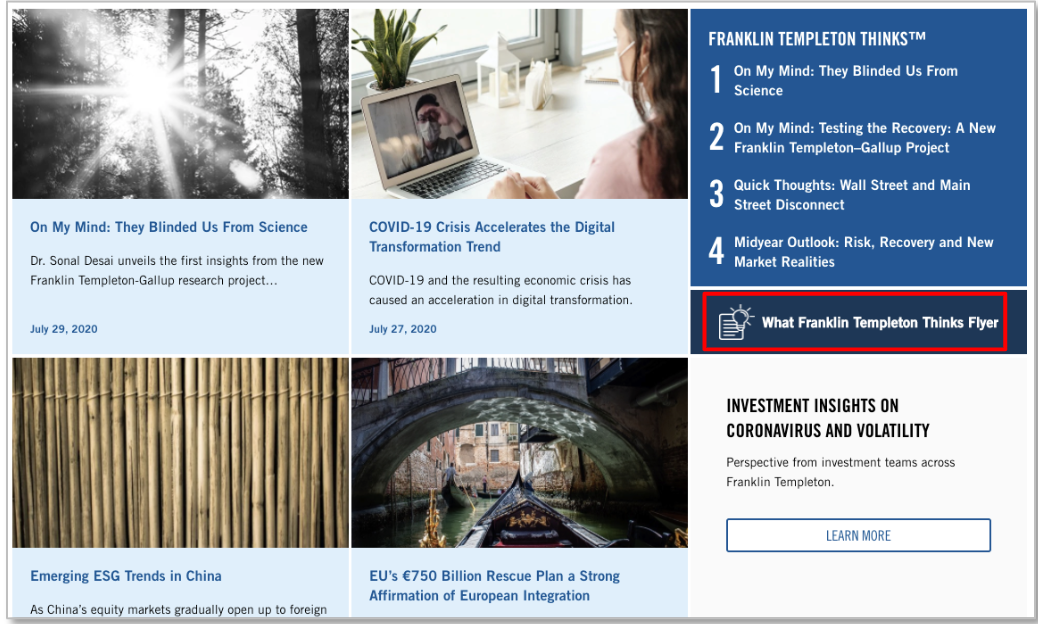 On My Mind: They Blinded Us From Science
Dr. Sonal Desai unveils the first insights from the new
Franklin Templeton-Gallup research project...
July 29, 2020
COVID-19 Crisis Accelerates the Digital
Transformation Trend
COVID-19 and the resulting economic crisis has
caused an acceleration in digital transformation.
July 27, 2020
FRANKLIN TEMPLETON THINKS™
1 On My Mind: They Blinded Us From
Science
2 On My Mind: Testing the Recovery: A New
Franklin Templeton–Gallup Project
3 Quick Thoughts: Wall Street and Main
Street Disconnect
4 Midyear Outlook: Risk, Recovery and New
Market Realities
What Franklin Templeton Thinks Flyer
Emerging ESG Trends in China
As China's equity markets gradually open up to foreign
EU's €750 Billion Rescue Plan a Strong
Affirmation of European Integration
INVESTMENT INSIGHTS ON
CORONAVIRUS AND VOLATILITY
Perspective from investment teams across
Franklin Templeton.
LEARN MORE